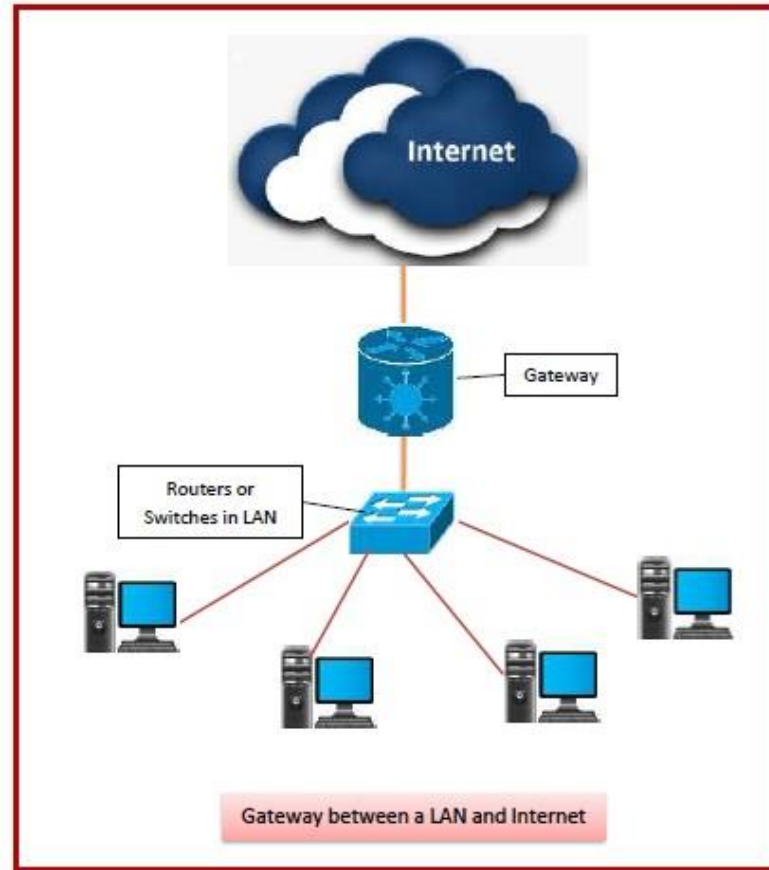 Internet
Gateway
Routers or
Switches in LAN
Gateway between a LAN and Internet